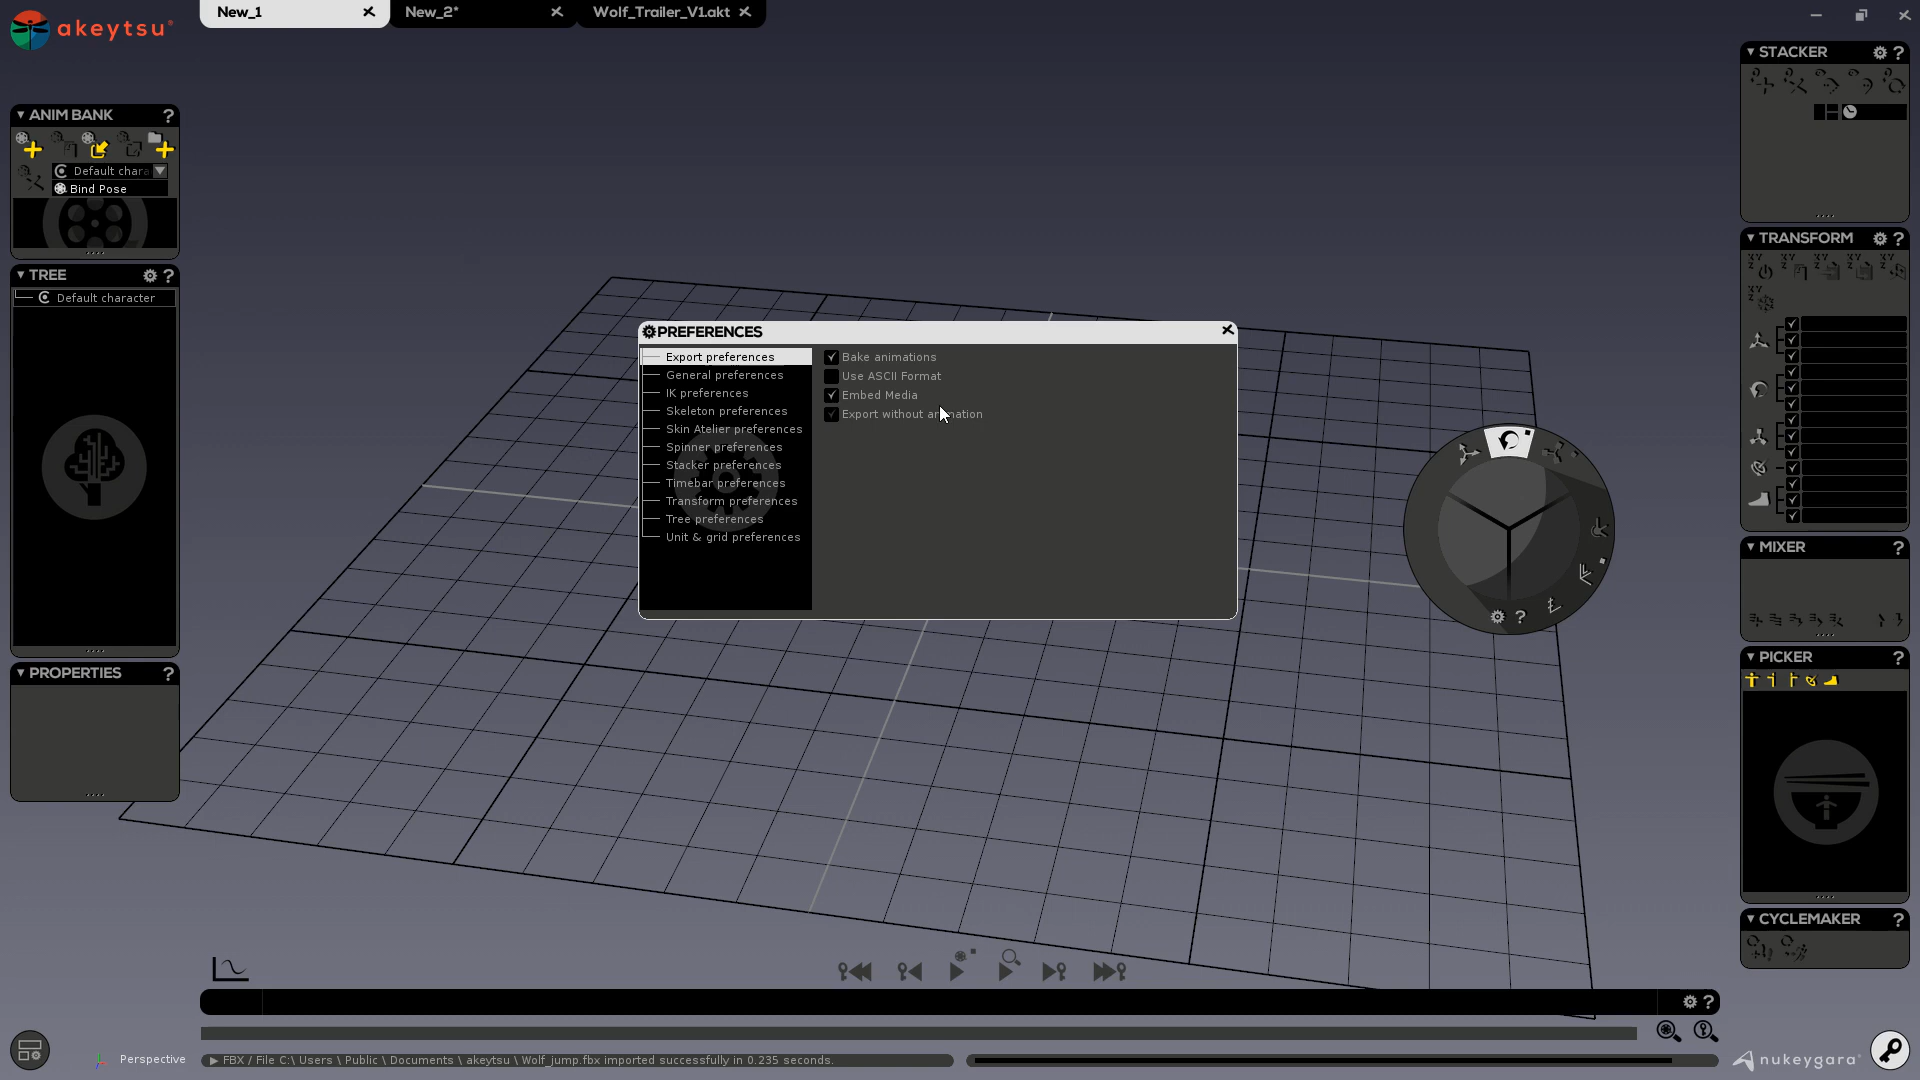 akeytsu
New_1
New_2*
Wolf_Trailer_V1.akt
ANIM BANK ?
Default chara
Bind Pose
TREE ?
Default character
PROPERTIES ?
PREFERENCES
Export preferences
General preferences
IK preferences
Skeleton preferences
Skin Atelier preferences
Spinner preferences
Stacker preferences
Timebar preferences
Transform preferences
Tree preferences
Unit & grid preferences
Bake animations
Use ASCII Format
Embed Media
Export without animation
?
STACKER ?
TRANSFORM ?
MIXER ?
PICKER ?
CYCLEMAKER ?
?
Perspective
FBX / File C:\ Users \ Public \ Documents \ akeytsu \ Wolf_jump.fbx imported successfully in 0.235 seconds.
nukeygara